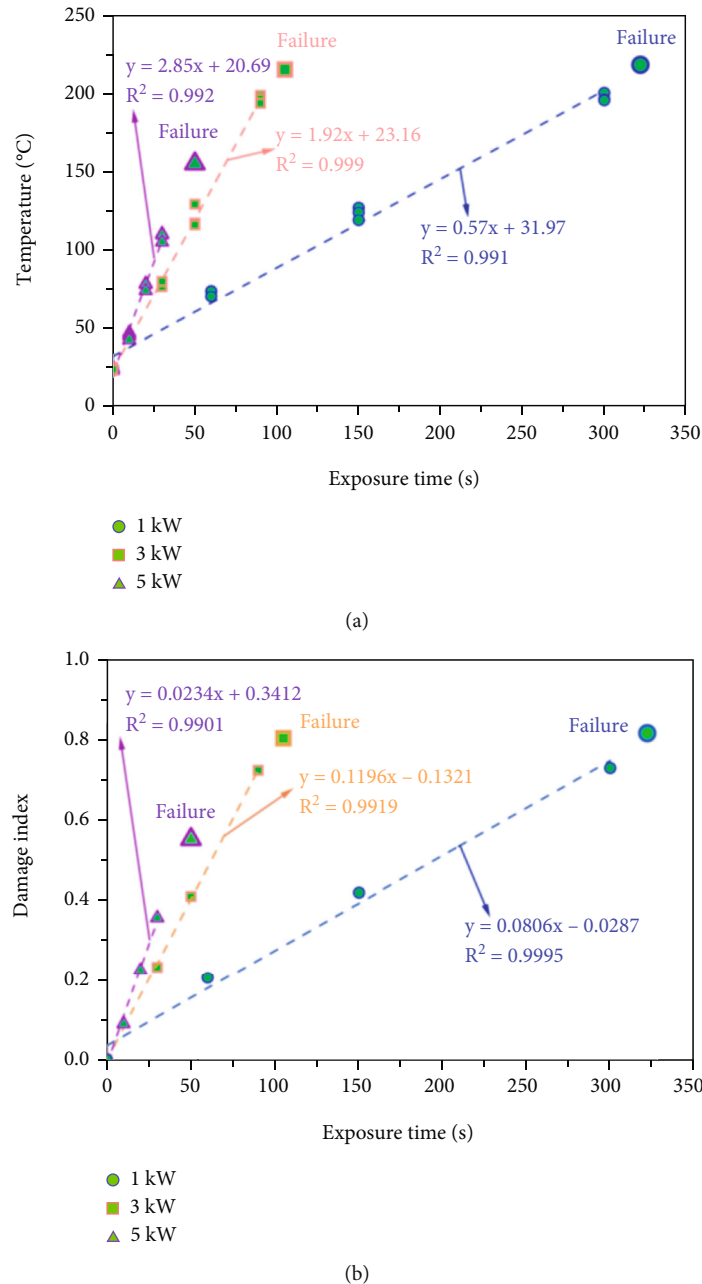 250
200
150
100
50
0
Temperature (°C)
y = 2.85x + 20.69
R² = 0.992
Failure
Failure
Failure
y = 1.92x + 23.16
R² = 0.999
y = 0.57x + 31.97
R² = 0.991
0 50 100 150 200 250 300 350
Exposure time (s)
1 kW
3 kW
5 kW
(a)
1.0
0.8
0.6
0.4
0.2
0.0
Damage index
y = 0.0234x + 0.3412
R² = 0.9901
Failure
Failure
Failure
y = 0.1196x – 0.1321
R² = 0.9919
y = 0.0806x – 0.0287
R² = 0.9995
0 50 100 150 200 250 300 350
Exposure time (s)
1 kW
3 kW
5 kW
(b)